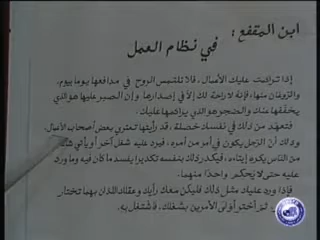 ابن المقفع :
في نظام العمل
إذا تراكمت عليك الأعمال، فلا تلتمس الروح في مدافعتها يوما بيوم،
والروغان منها، فإنه لا راحة لك إلا في إصدارها وإن الصبر عليها هو الذي
يخففها عنك والضجر هو الذي يراكمها عليك.
فتعهد من ذلك في نفسك خصلة، قد رأيتها تعتري بعض أصحاب الأعمال.
وذلك أن الرجل يكون في أمر من أمره، فيرد عليه شغل آخر أو يأتي
من الناس يكره إيتاءه، فيكدر ذلك بنفسه تكديرا يفسد ما كان فيه وما ورد
عليه حتى لا يحكم واحدا منهما.
فإذا ورد عليك مثل ذلك فليكن معك رأيك وعقلك اللذان بهما تختار
ثم اختر أولى الأمرين بشغلك، فاشتغل به.